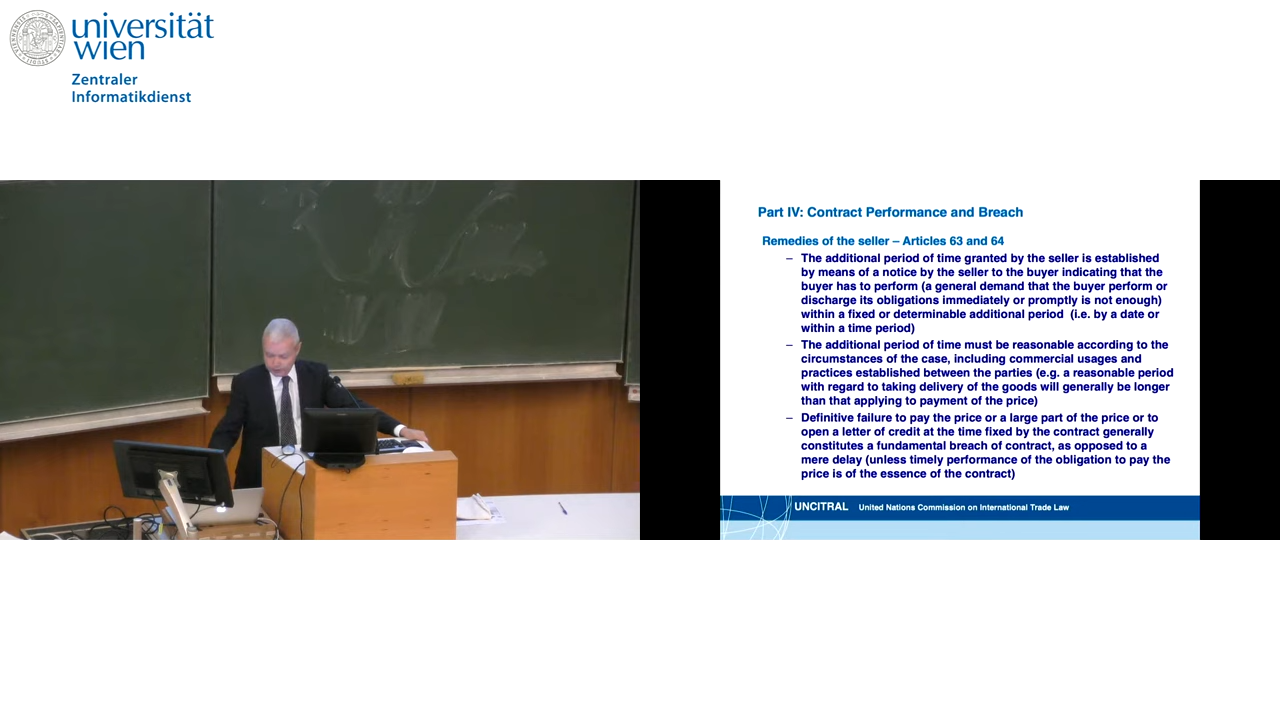 universität
wien
Zentraler
Informatikdienst
Part IV: Contract Performance and Breach
Remedies of the seller – Articles 63 and 64
– The additional period of time granted by the seller is established
by means of a notice by the seller to the buyer indicating that the
buyer has to perform (a general demand that the buyer perform or
discharge its obligations immediately or promptly is not enough)
within a fixed or determinable additional period (i.e. by a date or
within a time period)
– The additional period of time must be reasonable according to the
circumstances of the case, including commercial usages and
practices established between the parties (e.g. a reasonable period
with regard to taking delivery of the goods will generally be longer
than that applying to payment of the price)
– Definitive failure to pay the price or a large part of the price or to
open a letter of credit at the time fixed by the contract generally
constitutes a fundamental breach of contract, as opposed to a
mere delay (unless timely performance of the obligation to pay the
price is of the essence of the contract)
UNCITRAL United Nations Commission on International Trade Law